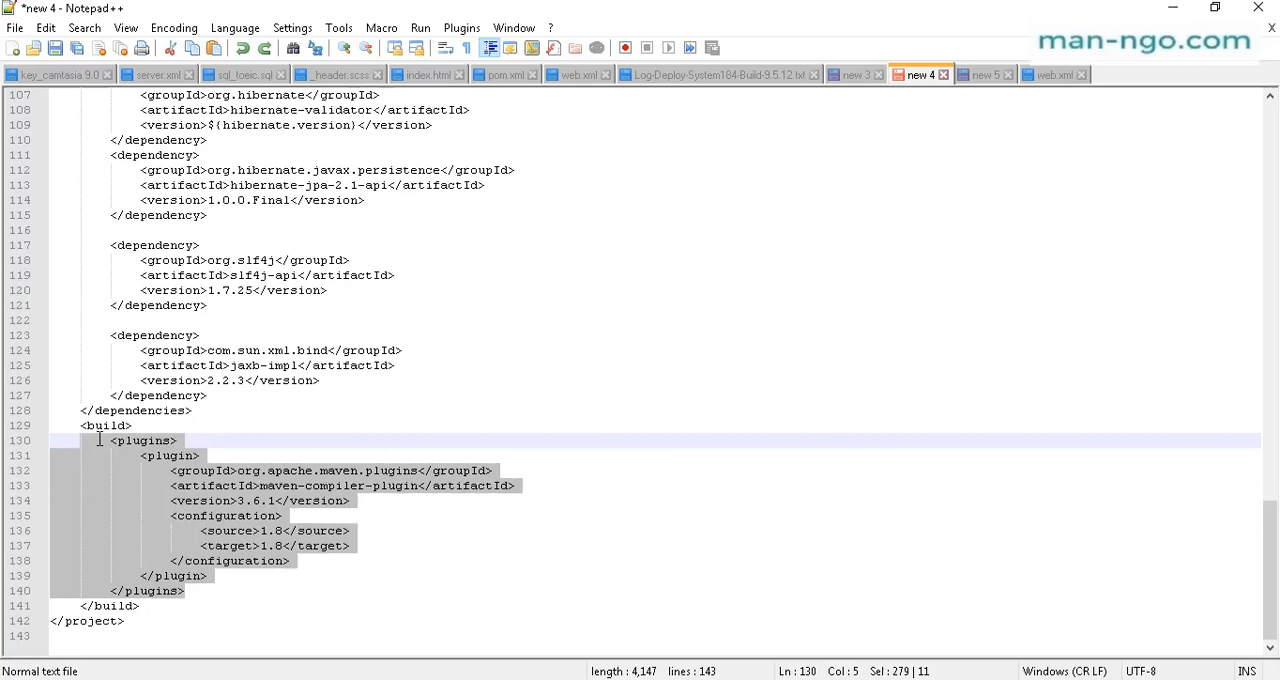 *new 4 - Notepad++
File Edit Search View Encoding Language Settings Tools Macro Run Plugins Window ?
man-ngo.com
key_camtasia 9.0 server.xml sql_thoc.sql _header.scss index.html pom.xml web.xml Log-Deploy-System184-Build-9.5.12.txt new 3 new 4 new 5 web.xml
107 <groupId>org.hibernate</groupId>
108 <artifactId>hibernate-validator</artifactId>
109 <version>${hibernate.version}</version>
110 </dependency>
111 <dependency>
112 <groupId>org.hibernate.javax.persistence</groupId>
113 <artifactId>hibernate-jpa-2.1-api</artifactId>
114 <version>1.0.0.Final</version>
115 </dependency>
116
117 <dependency>
118 <groupId>org.slf4j</groupId>
119 <artifactId>slf4j-api</artifactId>
120 <version>1.7.25</version>
121 </dependency>
122
123 <dependency>
124 <groupId>com.sun.xml.bind</groupId>
125 <artifactId>jaxb-impl</artifactId>
126 <version>2.2.3</version>
127 </dependency>
128 </dependencies>
129 <build>
130 <plugins>
131 <plugin>
132 <groupId>org.apache.maven.plugins</groupId>
133 <artifactId>maven-compiler-plugin</artifactId>
134 <version>3.6.1</version>
135 <configuration>
136 <source>1.8</source>
137 <target>1.8</target>
138 </configuration>
139 </plugin>
140 </plugins>
141 </build>
142 </project>
143
Normal text file length : 4,147 lines : 143 Ln : 130 Col : 5 Sel : 279 | 11 Windows (CR LF) UTF-8 INS